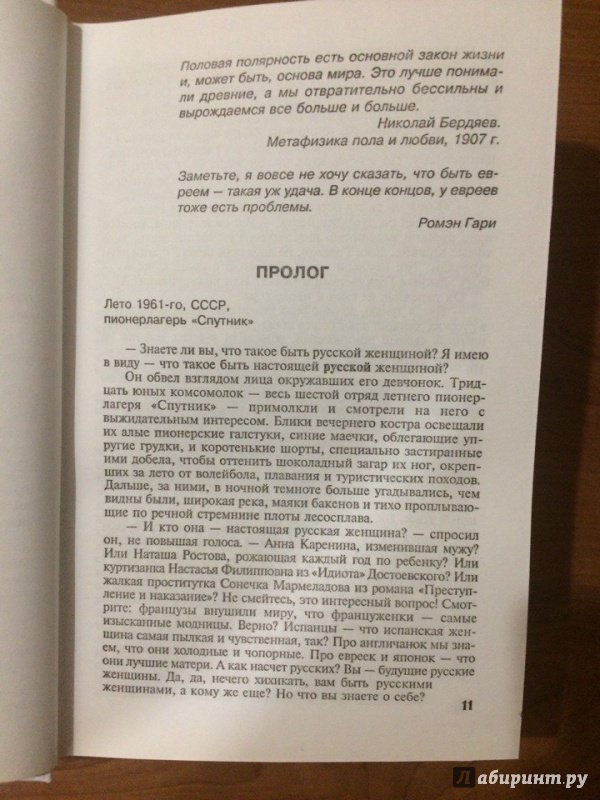 Половая полярность есть основной закон жизни
и, может быть, основа мира. Это лучше понима-
ли древние, а мы отвратительно бессильны и
вырождаемся все больше и больше.
Николай Бердяев.
Метафизика пола и любви, 1907 г.
Заметьте, я вовсе не хочу сказать, что быть ев-
реем — такая уж удача. В конце концов, у евреев
тоже есть проблемы.
Ромэн Гари
ПРОЛОГ
Лето 1961-го, СССР,
пионерлагерь «Спутник»
— Знаете ли вы, что такое быть русской женщиной? Я имею
в виду — что такое быть настоящей русской женщиной?
Он обвел взглядом лица окружавших его девчонок. Трид-
цать юных комсомолок — весь шестой отряд летнего пионер-
лагеря «Спутник» — примолкли и смотрели на него с
выжидательным интересом. Блики вечернего костра освещали
их алые пионерские галстуки, синие маечки, облегающие уп-
ругие грудки, и коротенькие шорты, специально застиранные
ими добела, чтобы оттенить шоколадный загар их ног, окреп-
ших за лето от волейбола, плавания и туристических походов.
Дальше, за ними, в ночной темноте больше угадывались, чем
видны были, широкая река, маяки бакенов и тихо проплываю-
щие по речной стремнине плоты лесосплава.
— И кто она — настоящая русская женщина? — спросил
он, не повышая голоса. — Анна Каренина, изменившая мужу?
Или Наташа Ростова, рожающая каждый год по ребенку? Или
куртизанка Настасья Филипповна из «Идиота» Достоевского? Или
жалкая проститутка Сонечка Мармеладова из романа «Преступ-
ление и наказание»? Не смейтесь, это интересный вопрос! Смот-
рите: французы внушили миру, что француженки — самые
изысканные модницы. Верно? Испанцы — что испанская жен-
щина самая пылкая и чувственная, так? Про англичанок мы зна-
ем, что они холодные и чопорные. Про евреек и японок — что
они лучшие матери. А как насчет русских? Вы — будущие русские
женщины. Да, да, нечего хихикать, вам быть русскими
женщинами, а кому же еще? Но что вы знаете о себе?
11
Лабиринт.ру